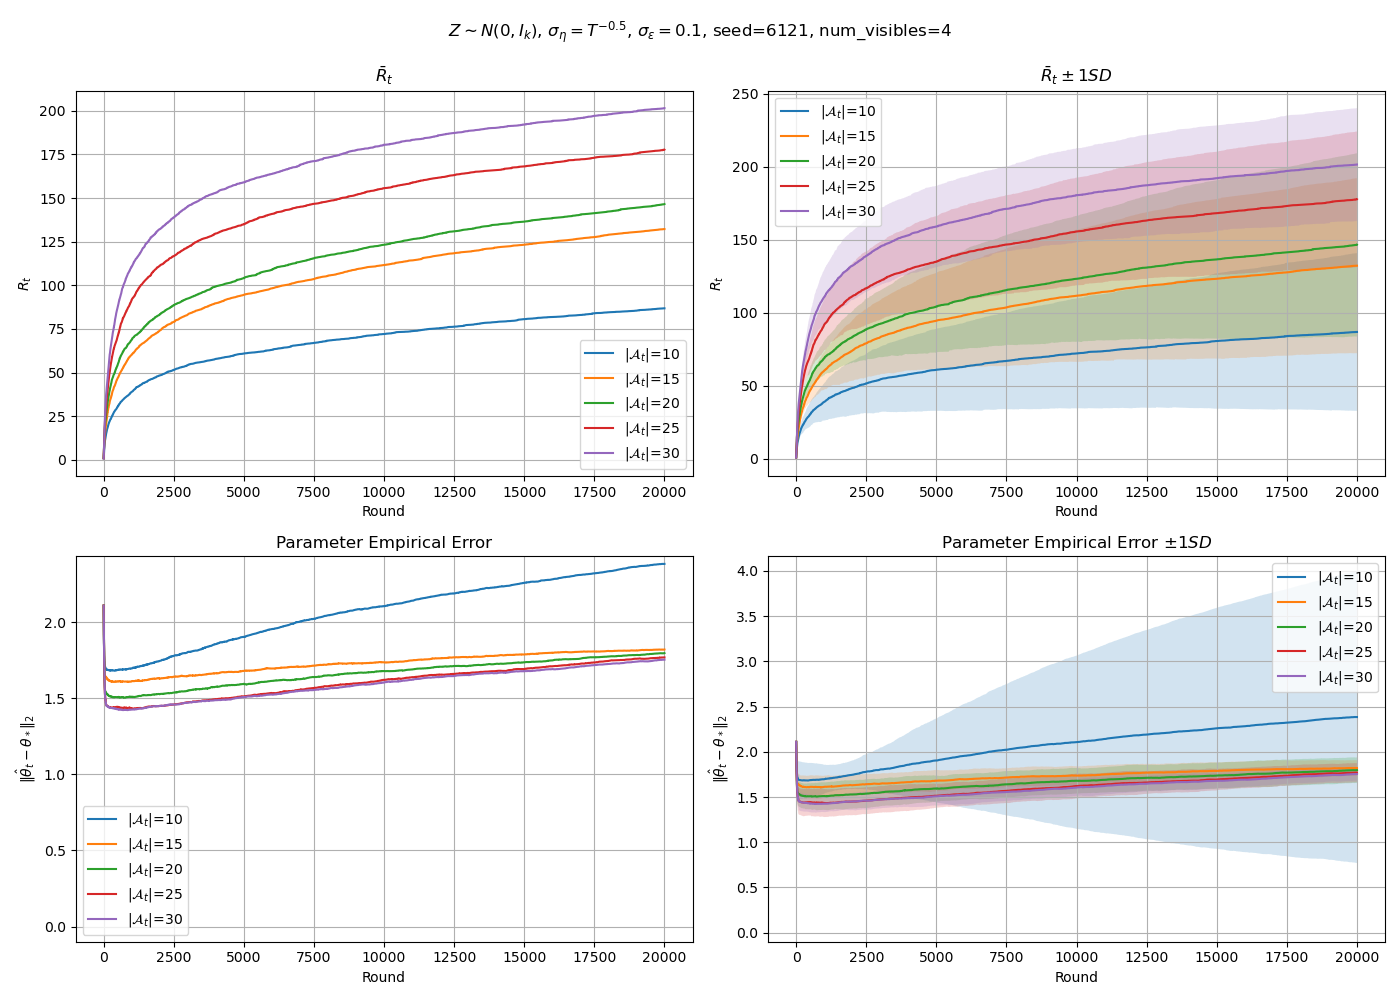 Z ∼ N(0, I_k), σ_η = T^{−0.5}, σ_ε = 0.1, seed=6121, num_visibles=4
R̄_t
R_t
200
175
150
125
100
75
50
25
0
0 2500 5000 7500 10000 12500 15000 17500 20000
Round
|𝒜_t|=10
|𝒜_t|=15
|𝒜_t|=20
|𝒜_t|=25
|𝒜_t|=30
R̄_t ± 1SD
R_t
250
200
150
100
50
0
0 2500 5000 7500 10000 12500 15000 17500 20000
Round
|𝒜_t|=10
|𝒜_t|=15
|𝒜_t|=20
|𝒜_t|=25
|𝒜_t|=30
Parameter Empirical Error
‖θ̂_t − θ_*‖_2
2.0
1.5
1.0
0.5
0.0
0 2500 5000 7500 10000 12500 15000 17500 20000
Round
|𝒜_t|=10
|𝒜_t|=15
|𝒜_t|=20
|𝒜_t|=25
|𝒜_t|=30
Parameter Empirical Error ±1SD
‖θ̂_t − θ_*‖_2
4.0
3.5
3.0
2.5
2.0
1.5
1.0
0.5
0.0
0 2500 5000 7500 10000 12500 15000 17500 20000
Round
|𝒜_t|=10
|𝒜_t|=15
|𝒜_t|=20
|𝒜_t|=25
|𝒜_t|=30